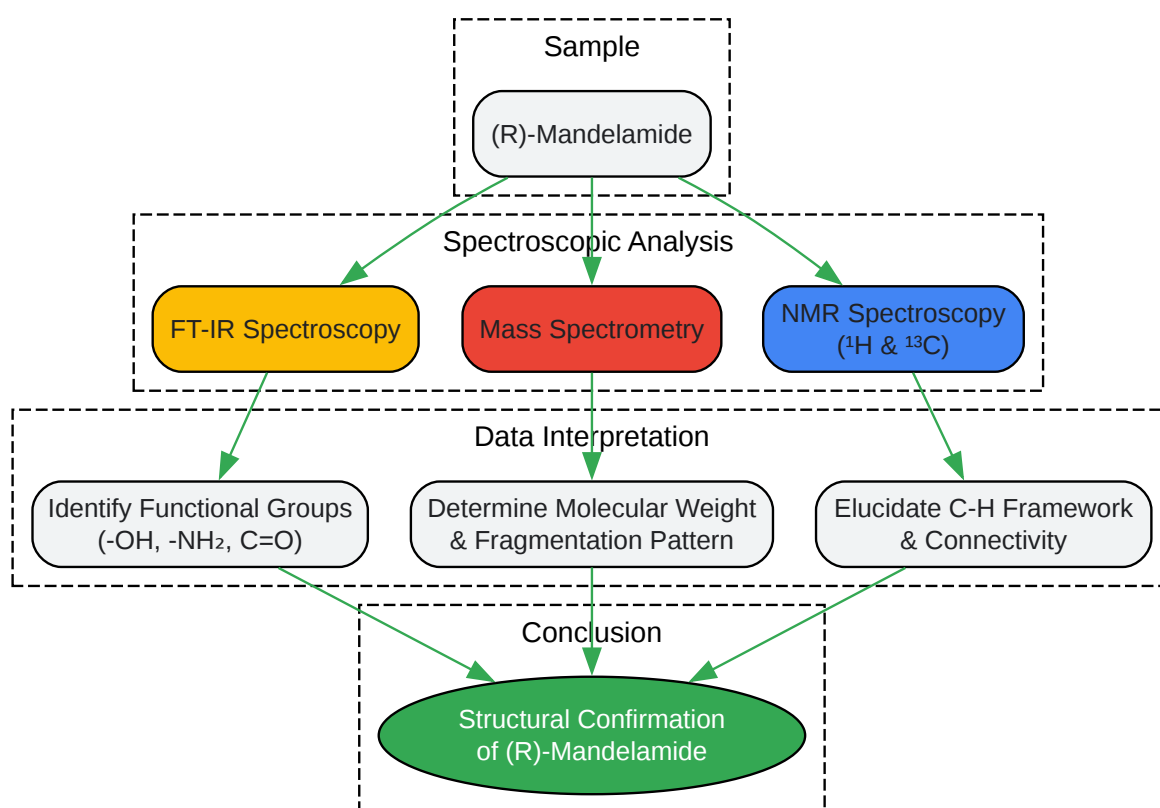 Sample
(R)-Mandelamide
Spectroscopic Analysis
FT-IR Spectroscopy
Mass Spectrometry
NMR Spectroscopy
(¹H & ¹³C)
Data Interpretation
Identify Functional Groups
(-OH, -NH₂, C=O)
Determine Molecular Weight
& Fragmentation Pattern
Elucidate C-H Framework
& Connectivity
Conclusion
Structural Confirmation
of (R)-Mandelamide